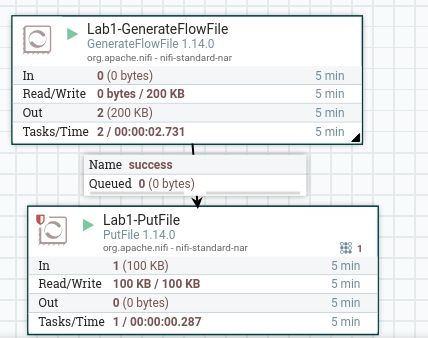 Lab1-GenerateFlowFile
GenerateFlowFile 1.14.0
org.apache.nifi - nifi-standard-nar
In 0 (0 bytes) 5 min
Read/Write 0 bytes / 200 KB 5 min
Out 2 (200 KB) 5 min
Tasks/Time 2 / 00:00:02.731 5 min
Name success
Queued 0 (0 bytes)
Lab1-PutFile
PutFile 1.14.0
org.apache.nifi - nifi-standard-nar 1
In 1 (100 KB) 5 min
Read/Write 100 KB / 100 KB 5 min
Out 0 (0 bytes) 5 min
Tasks/Time 1 / 00:00:00.287 5 min